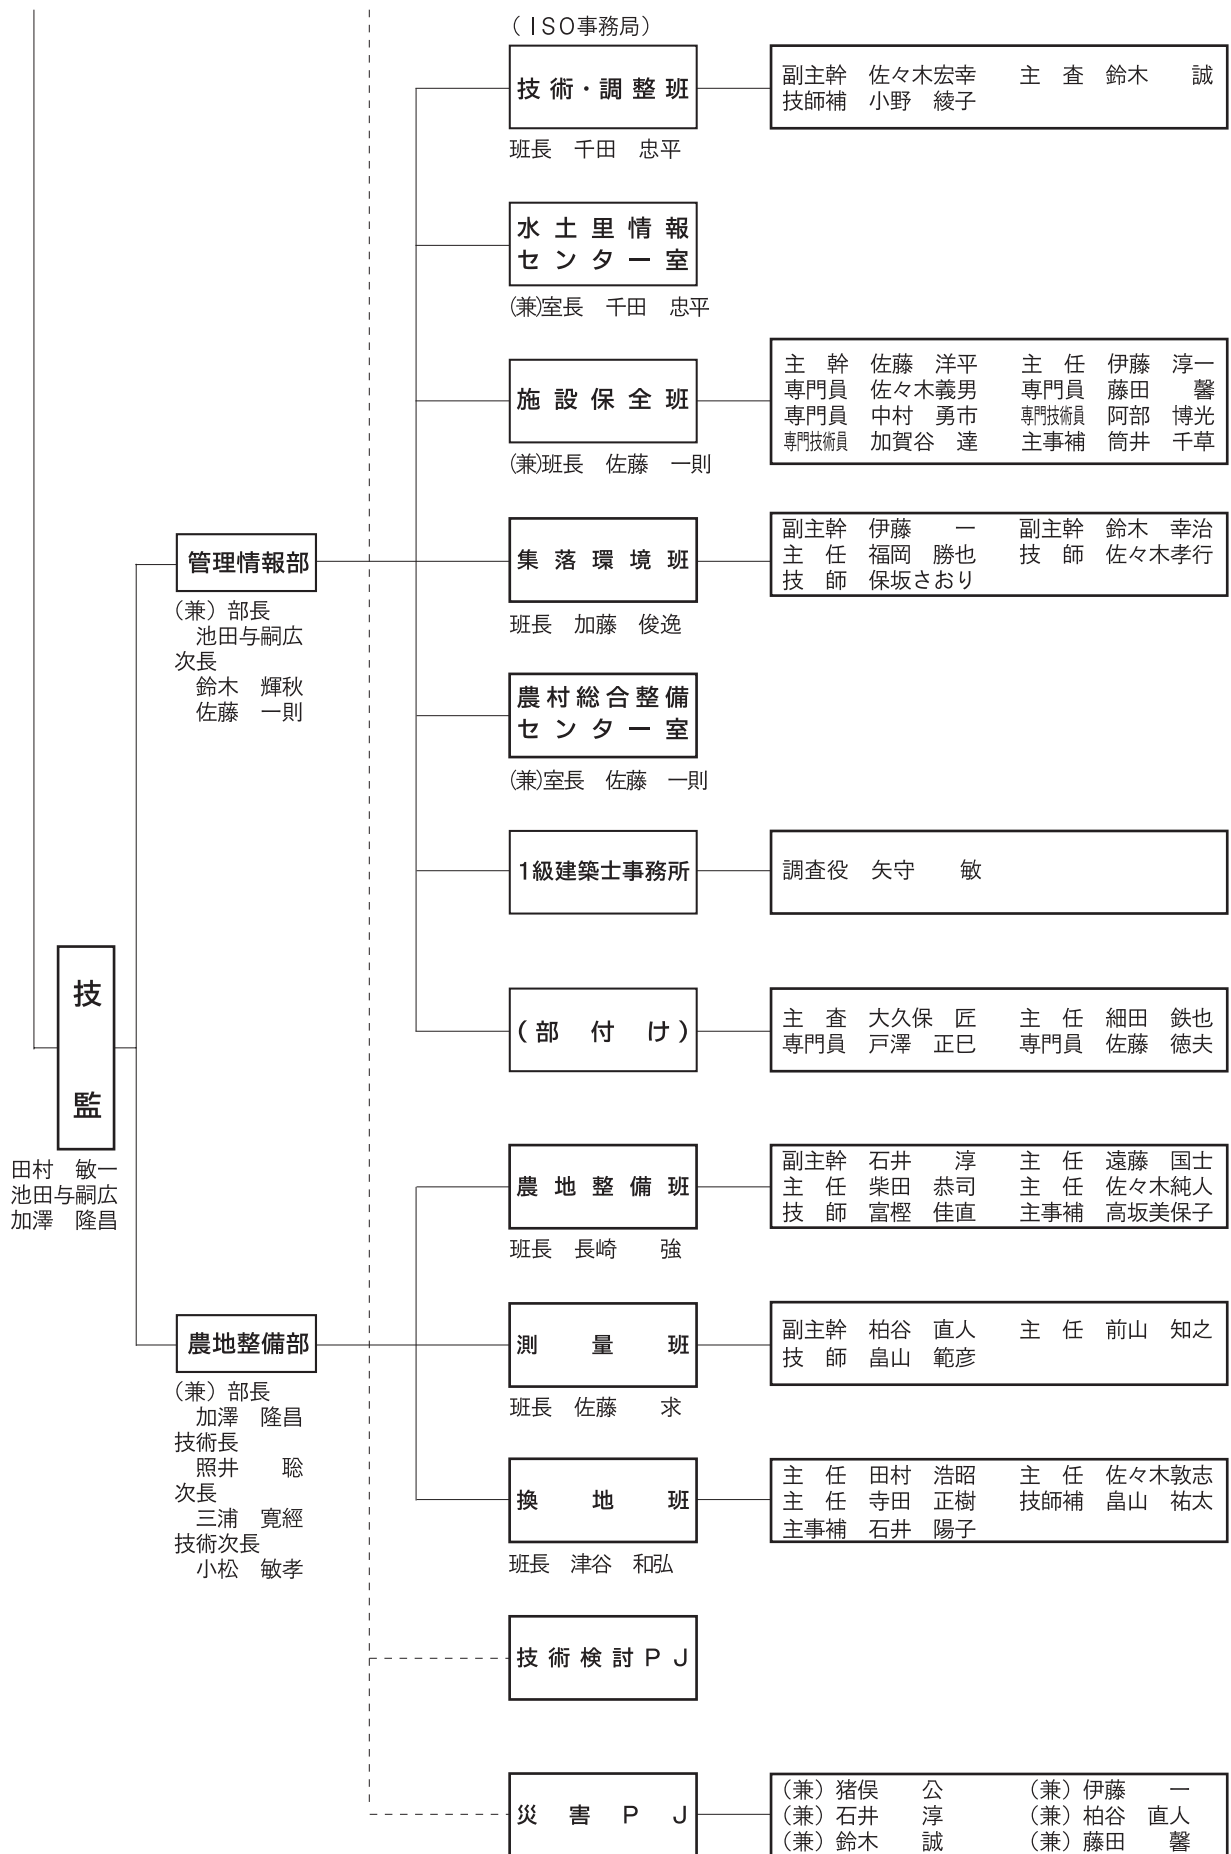 （ISO事務局）
技術・調整班
班長　千田　忠平
副主幹　佐々木宏幸　主　査　鈴木　　誠
技師補　小野　綾子
水土里情報
センター室
(兼)室長　千田　忠平
施設保全班
(兼)班長　佐藤　一則
主　幹　佐藤　洋平　主　任　伊藤　淳一
専門員　佐々木義男　専門員　藤田　　馨
専門員　中村　勇市　専門技術員　阿部　博光
専門技術員　加賀谷　達　主事補　筒井　千草
管理情報部
（兼）部長
池田与嗣広
次長
鈴木　輝秋
佐藤　一則
集落環境班
班長　加藤　俊逸
副主幹　伊藤　　一　副主幹　鈴木　幸治
主　任　福岡　勝也　技　師　佐々木孝行
技　師　保坂さおり
農村総合整備
センター室
(兼)室長　佐藤　一則
1級建築士事務所
調査役　矢守　　敏
（部　付　け）
主　査　大久保　匠　主　任　細田　鉄也
専門員　戸澤　正巳　専門員　佐藤　徳夫
技監
田村　敏一
池田与嗣広
加澤　隆昌
農地整備班
班長　長崎　　強
副主幹　石井　　淳　主　任　遠藤　国士
主　任　柴田　恭司　主　任　佐々木純人
技　師　富樫　佳直　主事補　高坂美保子
農地整備部
（兼）部長
加澤　隆昌
技術長
照井　　聡
次長
三浦　寛經
技術次長
小松　敏孝
測量班
班長　佐藤　　求
副主幹　柏谷　直人　主　任　前山　知之
技　師　畠山　範彦
換地班
班長　津谷　和弘
主　任　田村　浩昭　主　任　佐々木敦志
主　任　寺田　正樹　技師補　畠山　祐太
主事補　石井　陽子
技術検討ＰＪ
災害ＰＪ
（兼）猪俣　　公　（兼）伊藤　　一
（兼）石井　　淳　（兼）柏谷　直人
（兼）鈴木　　誠　（兼）藤田　　馨